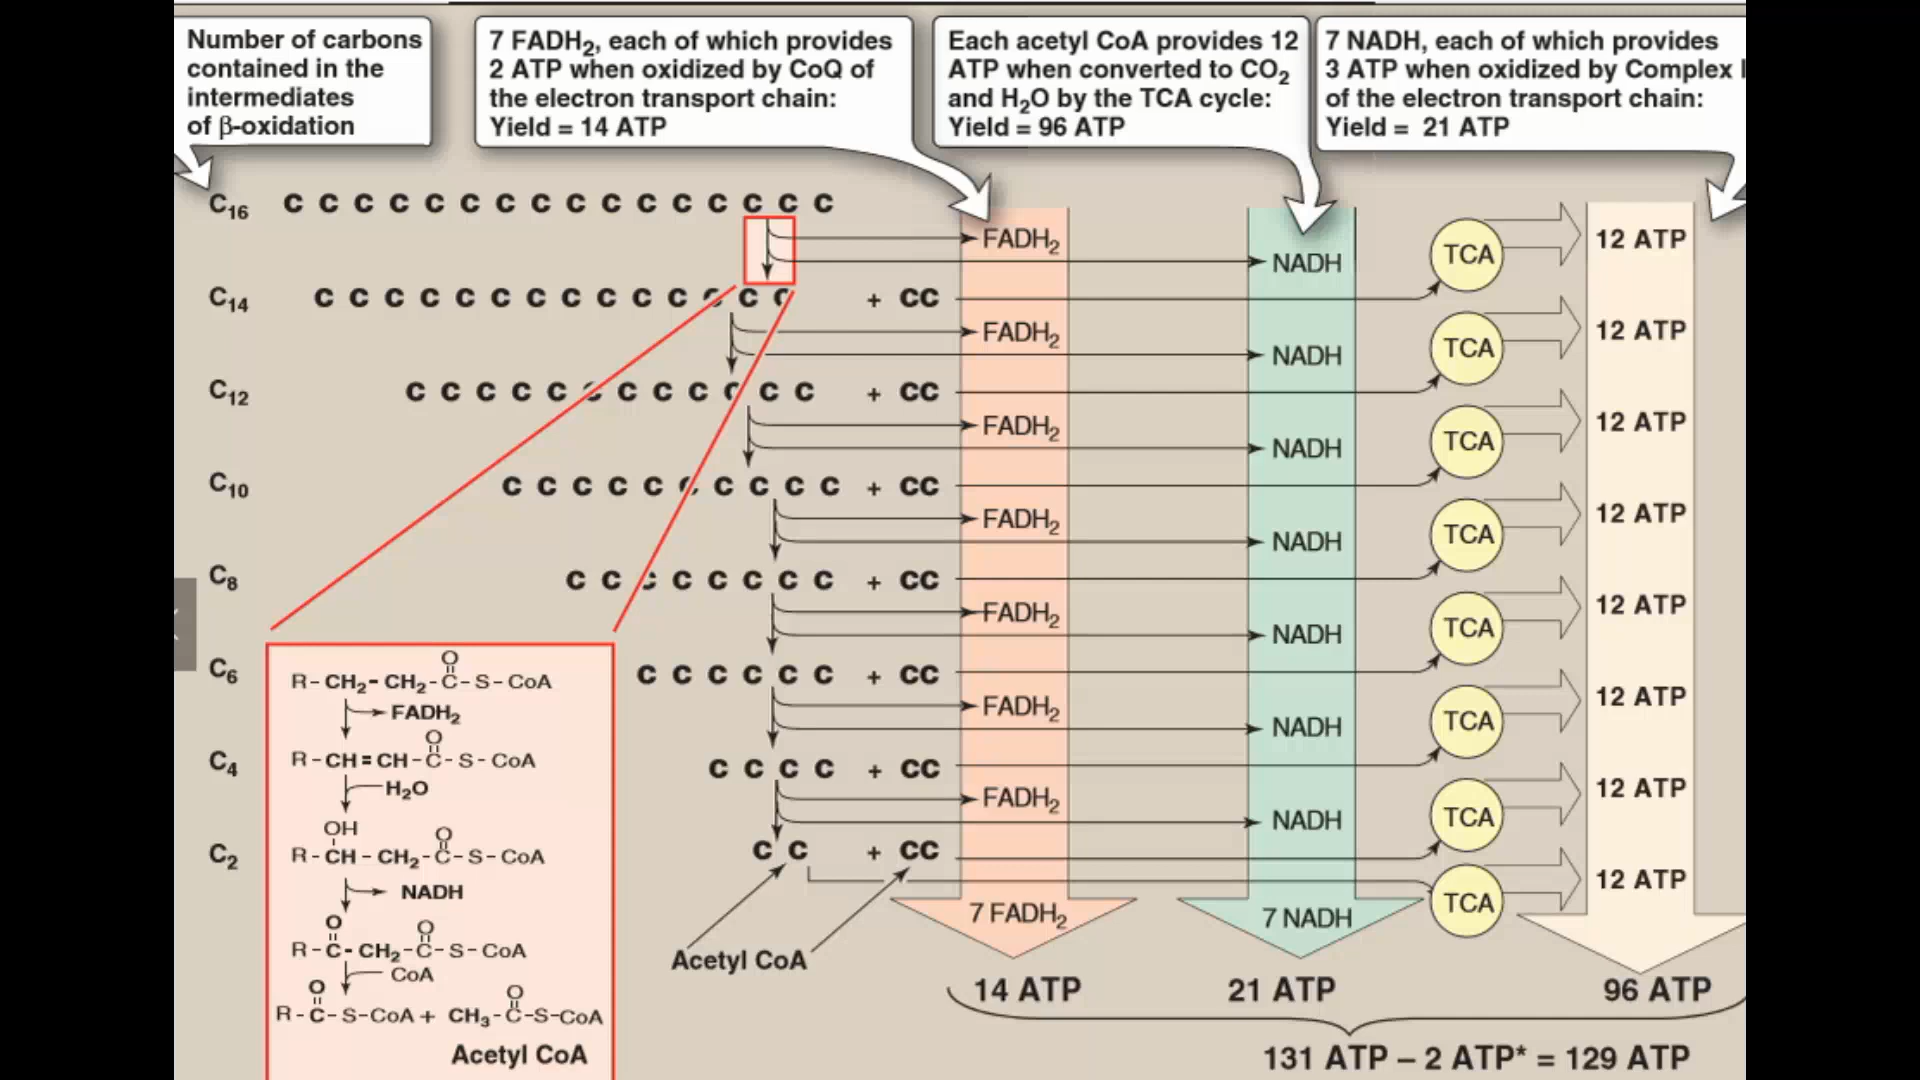 Number of carbons
contained in the
intermediates
of β-oxidation
7 FADH₂, each of which provides
2 ATP when oxidized by CoQ of
the electron transport chain:
Yield = 14 ATP
Each acetyl CoA provides 12
ATP when converted to CO₂
and H₂O by the TCA cycle:
Yield = 96 ATP
7 NADH, each of which provides
3 ATP when oxidized by Complex I
of the electron transport chain:
Yield = 21 ATP
C₁₆ C C C C C C C C C C C C C C C C
FADH₂ NADH TCA 12 ATP
C₁₄ C C C C C C C C C C C C C C + CC
FADH₂ NADH TCA 12 ATP
C₁₂ C C C C C C C C C C C C + CC
FADH₂ NADH TCA 12 ATP
C₁₀ C C C C C C C C C C + CC
FADH₂ NADH TCA 12 ATP
C₈ C C C C C C C C + CC
FADH₂ NADH TCA 12 ATP
C₆ C C C C C C + CC
FADH₂ NADH TCA 12 ATP
C₄ C C C C + CC
FADH₂ NADH TCA 12 ATP
C₂ C C + CC
TCA 12 ATP
7 FADH₂ 7 NADH
Acetyl CoA
14 ATP 21 ATP 96 ATP
131 ATP – 2 ATP* = 129 ATP
O
R-CH₂-CH₂-C-S-CoA
FADH₂
O
R-CH=CH-C-S-CoA
H₂O
OH O
R-CH-CH₂-C-S-CoA
NADH
O O
R-C-CH₂-C-S-CoA
CoA
O O
R-C-S-CoA + CH₃-C-S-CoA
Acetyl CoA